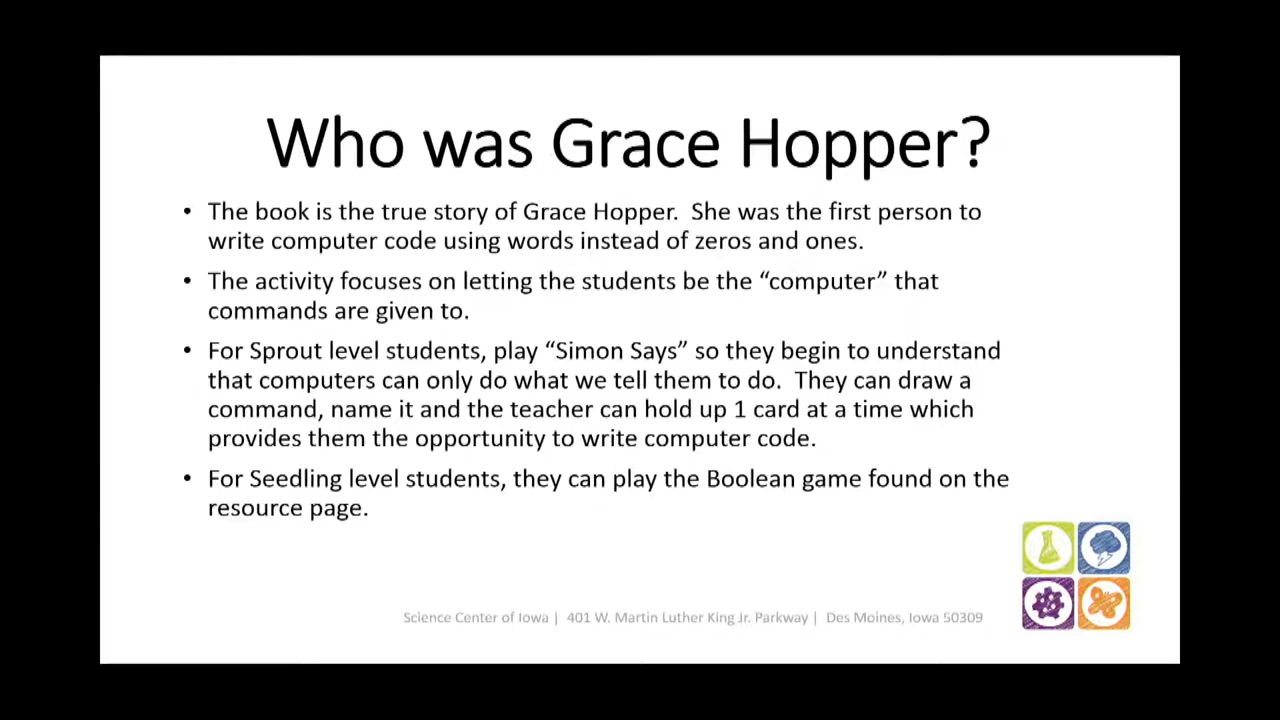 Who was Grace Hopper?
• The book is the true story of Grace Hopper.  She was the first person to
write computer code using words instead of zeros and ones.
• The activity focuses on letting the students be the “computer” that
commands are given to.
• For Sprout level students, play “Simon Says” so they begin to understand
that computers can only do what we tell them to do.  They can draw a
command, name it and the teacher can hold up 1 card at a time which
provides them the opportunity to write computer code.
• For Seedling level students, they can play the Boolean game found on the
resource page.
Science Center of Iowa |  401 W. Martin Luther King Jr. Parkway |  Des Moines, Iowa 50309